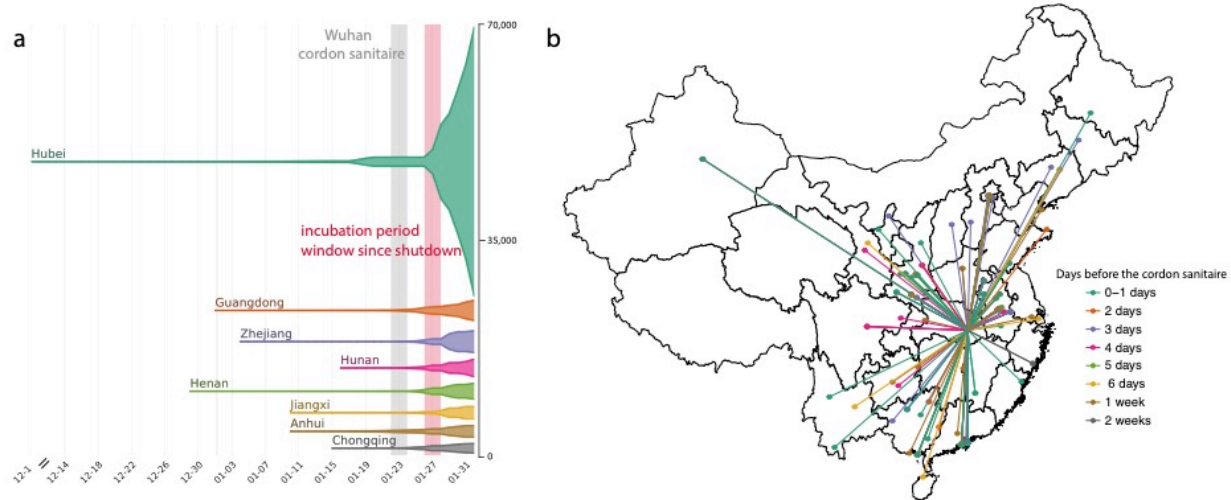 a
Wuhan
cordon sanitaire
70,000
Hubei
incubation period
window since shutdown
35,000
Guangdong
Zhejiang
Hunan
Henan
Jiangxi
Anhui
Chongqing
0
12-1
12-14
12-18
12-22
12-26
12-30
01-03
01-07
01-11
01-15
01-19
01-23
01-27
01-31
b
Days before the cordon sanitaire
0–1 days
2 days
3 days
4 days
5 days
6 days
1 week
2 weeks